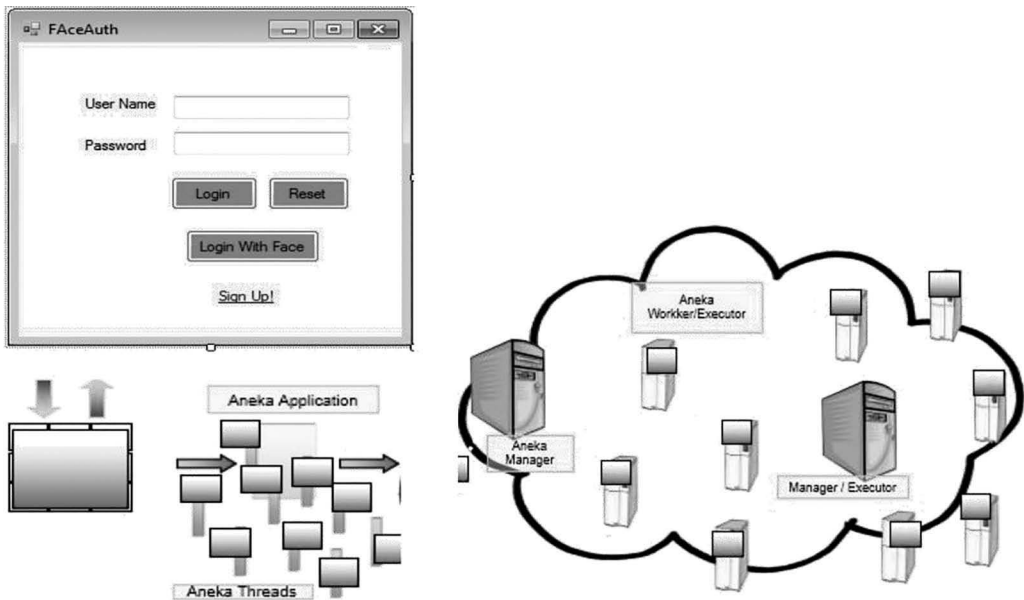 FAceAuth
User Name
Password
Login Reset
Login With Face
Sign Up!
Aneka Application
Aneka Threads
Aneka
Workker/Executor
Aneka
Manager
Manager / Executor